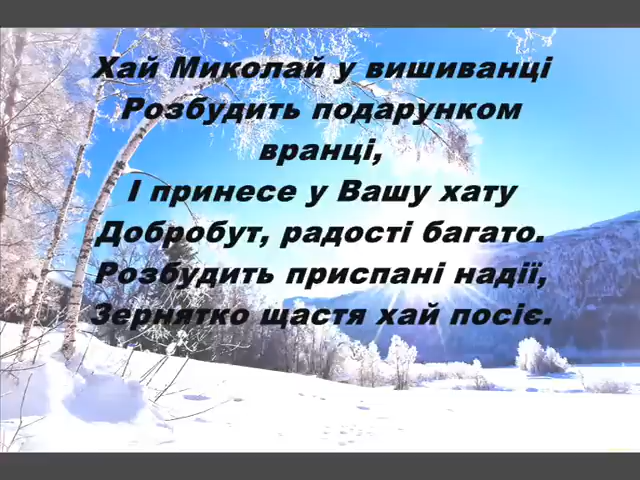 Хай Миколай у вишиванці
Розбудить подарунком
вранці,
І принесе у Вашу хату
Добробут, радості багато.
Розбудить приспані надії,
Зернятко щастя хай посіє.